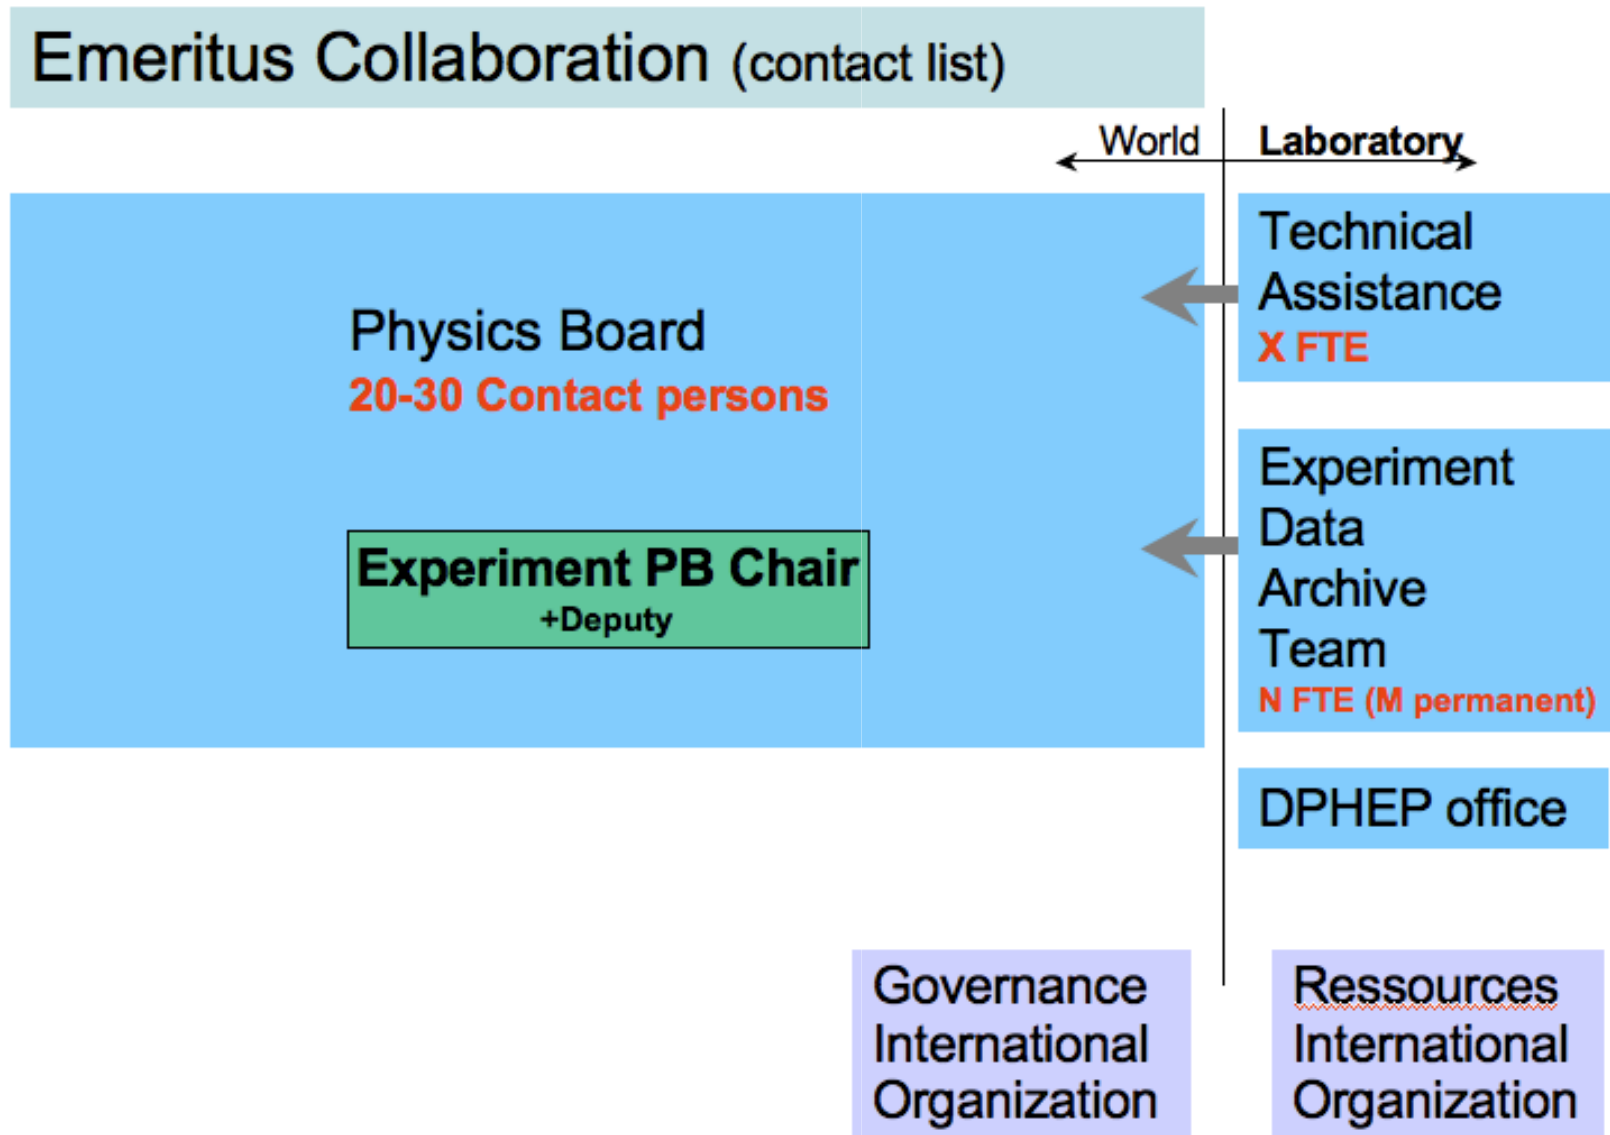 Emeritus Collaboration (contact list)
World
Laboratory
Physics Board
20-30 Contact persons
Experiment PB Chair
+Deputy
Technical
Assistance
X FTE
Experiment
Data
Archive
Team
N FTE (M permanent)
DPHEP office
Governance
International
Organization
Ressources
International
Organization